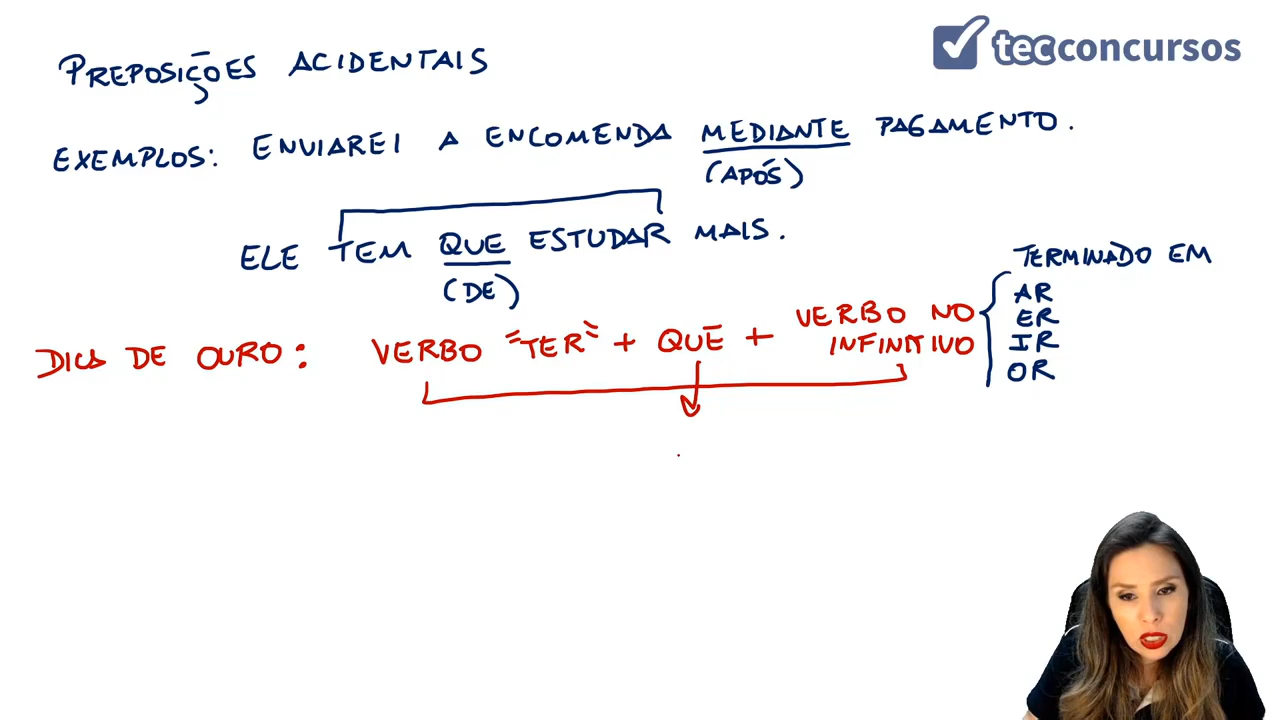 PREPOSIÇÕES ACIDENTAIS
tecconcursos
EXEMPLOS: ENVIAREI A ENCOMENDA MEDIANTE PAGAMENTO.
(APÓS)
ELE TEM QUE ESTUDAR MAIS.
(DE)
DICA DE OURO: VERBO "TER" + QUE + VERBO NO
INFINITIVO
TERMINADO EM
AR
ER
IR
OR